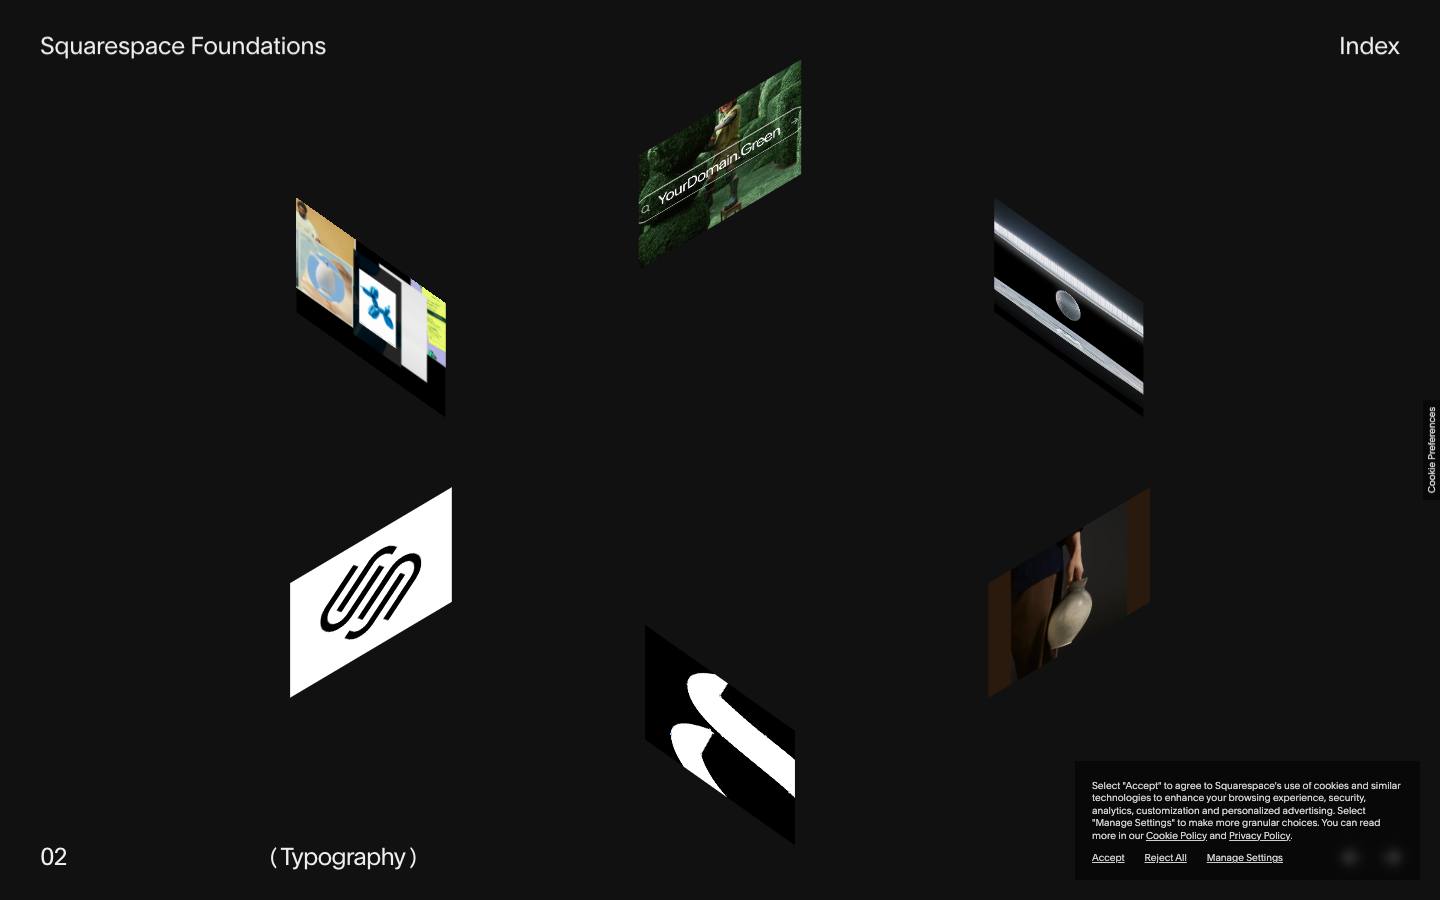 Squarespace Foundations
Index
YourDomain.Green
Cookie Preferences
Select "Accept" to agree to Squarespace's use of cookies and similar
technologies to enhance your browsing experience, security,
analytics, customization and personalized advertising. Select
"Manage Settings" to make more granular choices. You can read
more in our Cookie Policy and Privacy Policy.
Accept Reject All Manage Settings
02
( Typography )